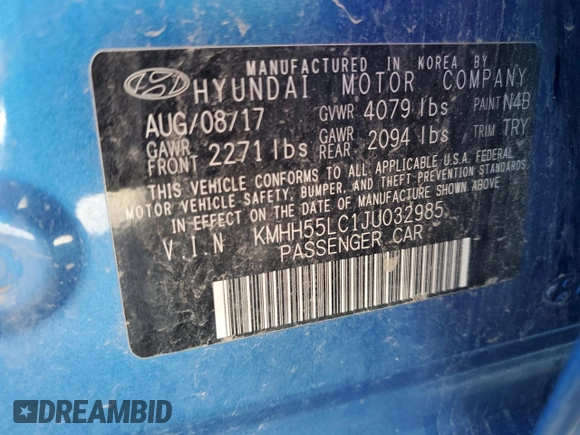 MANUFACTURED IN KOREA BY
HYUNDAI MOTOR COMPANY
AUG/08/17 GVWR 4079 lbs PAINT N4B
GAWR FRONT 2271 lbs GAWR REAR 2094 lbs TRIM TRY
THIS VEHICLE CONFORMS TO ALL APPLICABLE U.S.A. FEDERAL
MOTOR VEHICLE SAFETY, BUMPER, AND THEFT PREVENTION STANDARDS
IN EFFECT ON THE DATE OF MANUFACTURE SHOWN ABOVE
V.I.N KMHH55LC1JU032985
PASSENGER CAR
DREAMBID